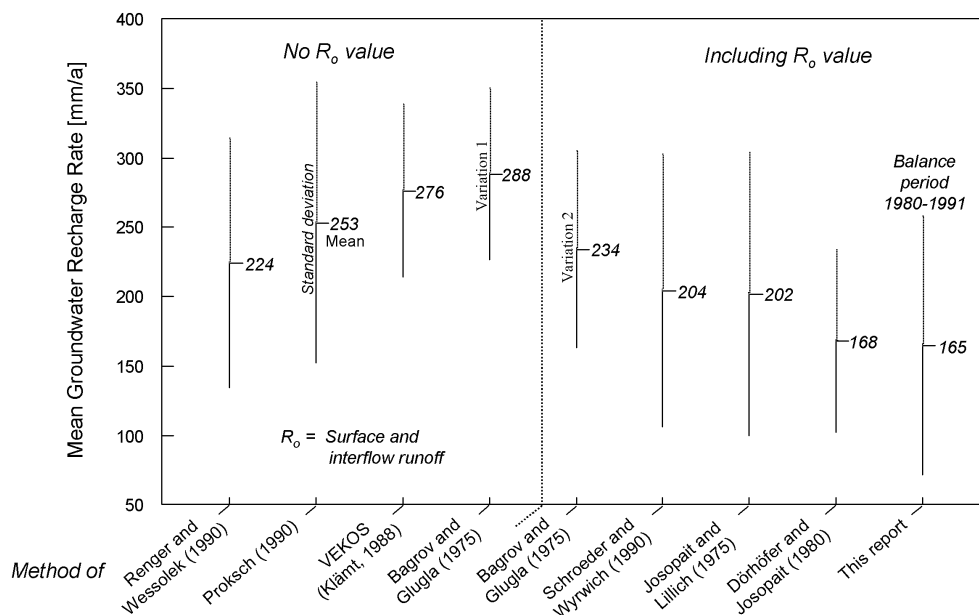 Mean Groundwater Recharge Rate [mm/a]
400
350
300
250
200
150
100
50
No Ro value
Including Ro value
224
Standard deviation
253
Mean
276
Variation 1
288
Variation 2
234
204
202
168
Balance
period
1980-1991
165
Ro = Surface and
interflow runoff
Method of
Renger and
Wessolek (1990)
Proksch (1990)
VEKOS
(Klämt, 1988)
Bagrov and
Glugla (1975)
Bagrov and
Glugla (1975)
Schroeder and
Wyrwich (1990)
Josopait and
Lillich (1975)
Dörhöfer and
Josopait (1980)
This report